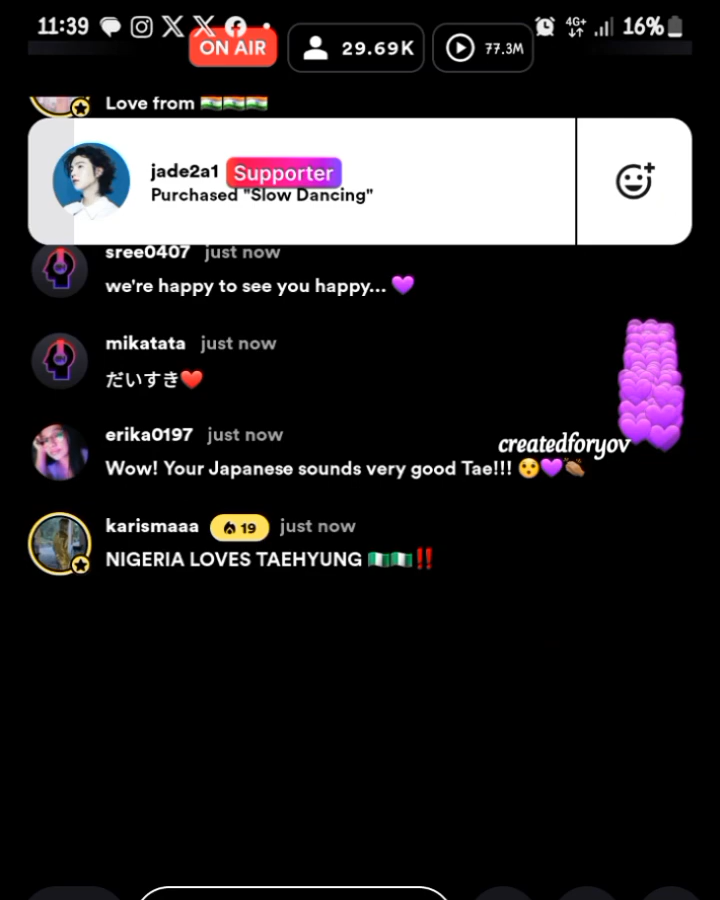 11:39
4G+
16%
ON AIR
29.69K
77.3M
Love from 🇮🇳🇮🇳🇮🇳
jade2a1 Supporter
Purchased "Slow Dancing"
sree0407 just now
we're happy to see you happy... 💜
mikatata just now
だいすき❤️
erika0197 just now
createdforyov
Wow! Your Japanese sounds very good Tae!!! 😮💜👏🏾
karismaaa 19 just now
NIGERIA LOVES TAEHYUNG 🇳🇬🇳🇬‼️